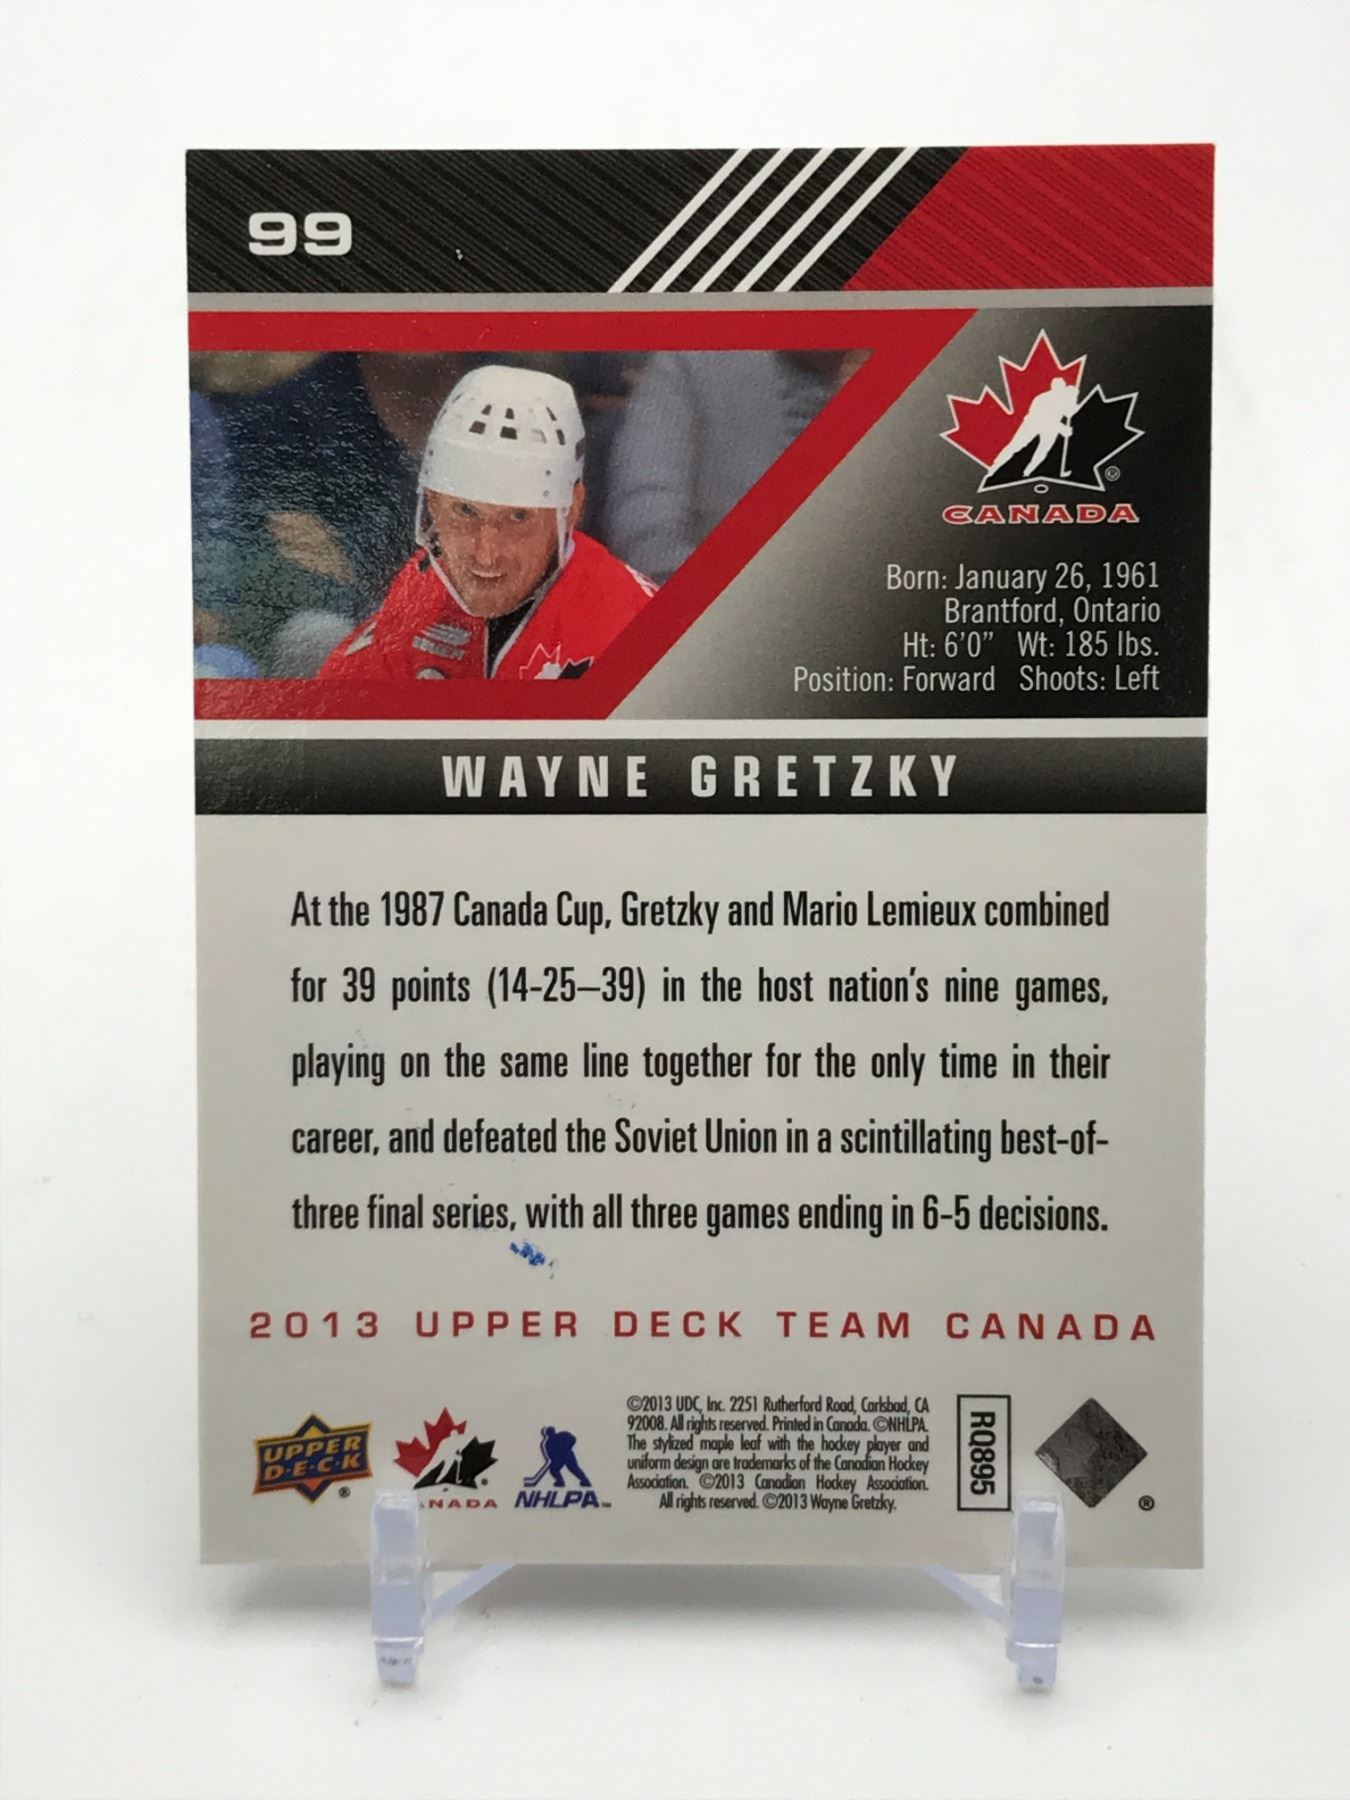 99
CANADA
Born: January 26, 1961
Brantford, Ontario
Ht: 6'0” Wt: 185 lbs.
Position: Forward Shoots: Left
WAYNE GRETZKY
At the 1987 Canada Cup, Gretzky and Mario Lemieux combined
for 39 points (14-25–39) in the host nation's nine games,
playing on the same line together for the only time in their
career, and defeated the Soviet Union in a scintillating best-of-
three final series, with all three games ending in 6-5 decisions.
2013 UPPER DECK TEAM CANADA
UPPER
D·E·C·K
NADA
NHLPA
©2013 UDC, Inc. 2251 Rutherford Road, Carlsbad, CA
92008. All rights reserved. Printed in Canada. ©NHLPA.
The stylized maple leaf with the hockey player and
uniform design are trademarks of the Canadian Hockey
Association. ©2013 Canadian Hockey Association.
All rights reserved. ©2013 Wayne Gretzky.
RQ895